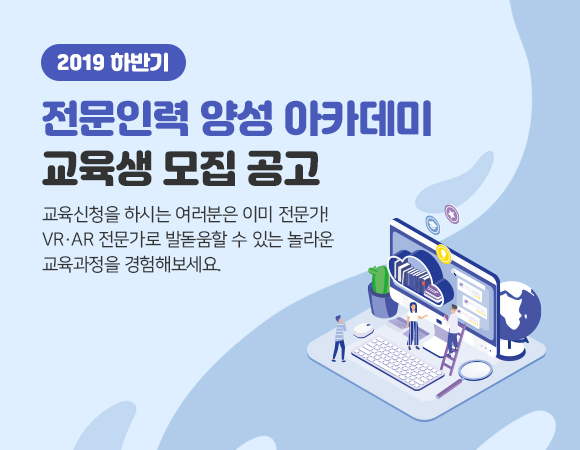 2019 하반기
전문인력 양성 아카데미
교육생 모집 공고
교육신청을 하시는 여러분은 이미 전문가!
VR·AR 전문가로 발돋움할 수 있는 놀라운
교육과정을 경험해보세요.